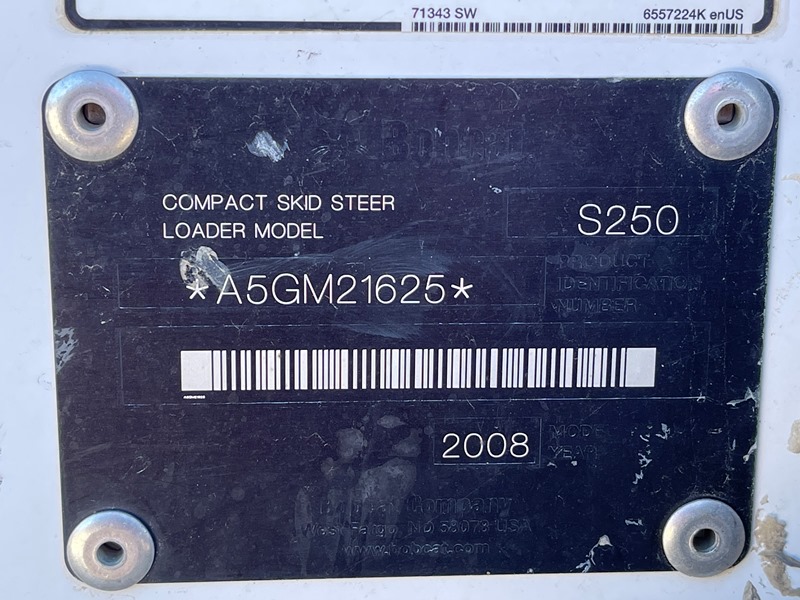 71343 SW 6557224K enUS
Bobcat
COMPACT SKID STEER
LOADER MODEL
S250
*A5GM21625*
PRODUCT
IDENTIFICATION
NUMBER
2008
MODEL
YEAR
Bobcat Company
West Fargo, ND 58078 USA
www.bobcat.com